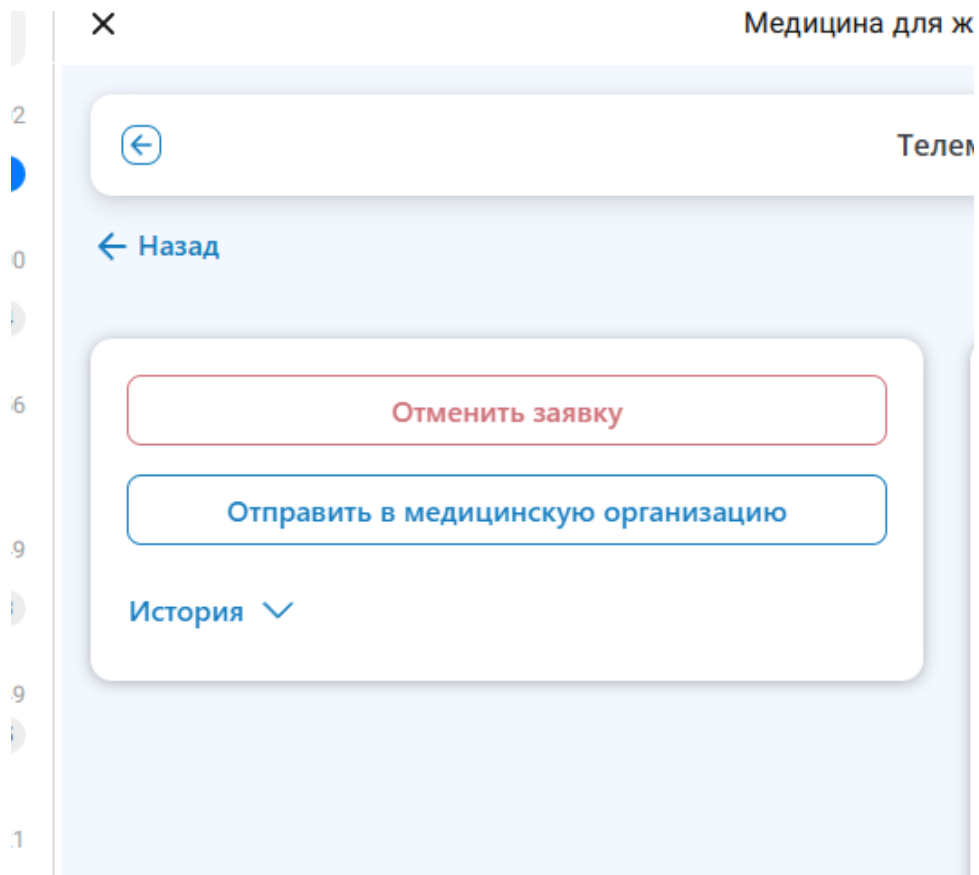 Медицина для ж
Телем
Назад
Отменить заявку
Отправить в медицинскую организацию
История